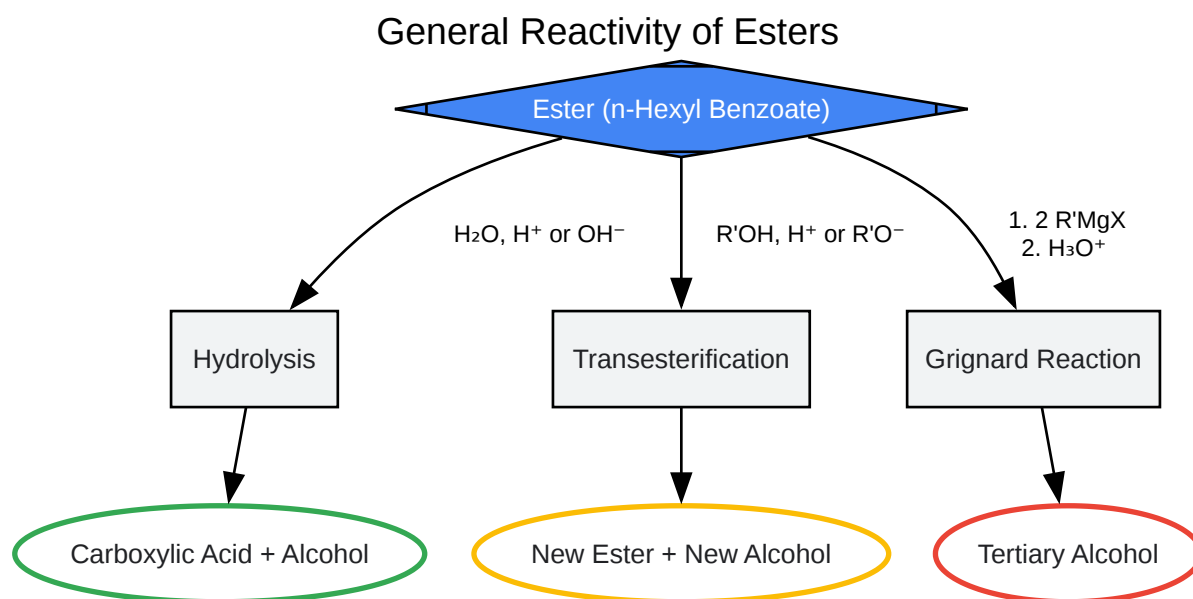 General Reactivity of Esters
Ester (n-Hexyl Benzoate)
H₂O, H⁺ or OH⁻
R'OH, H⁺ or R'O⁻
1. 2 R'MgX
2. H₃O⁺
Hydrolysis
Transesterification
Grignard Reaction
Carboxylic Acid + Alcohol
New Ester + New Alcohol
Tertiary Alcohol